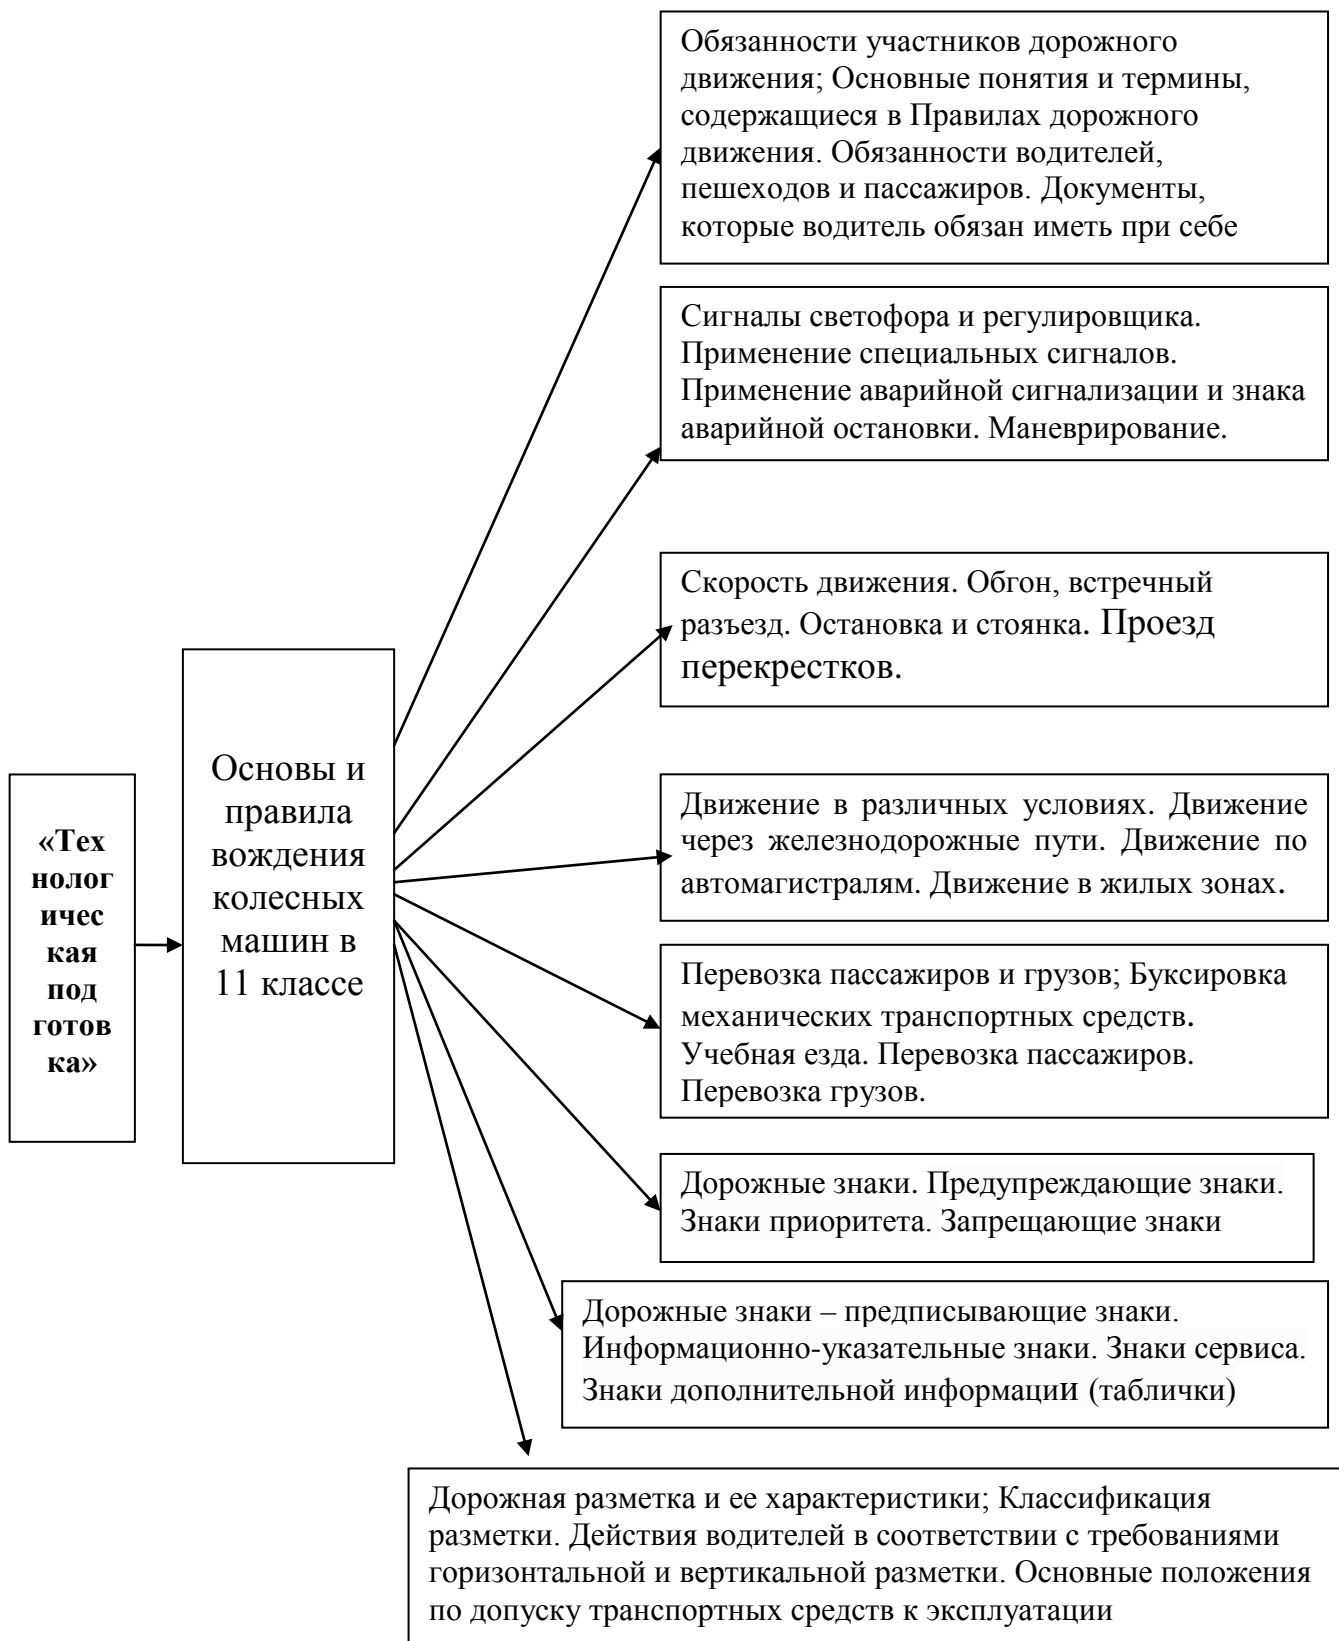 «Тех
нолог
ичес
кая
под
готов
ка»
Основы и
правила
вождения
колесных
машин в
11 классе
Обязанности участников дорожного
движения; Основные понятия и термины,
содержащиеся в Правилах дорожного
движения. Обязанности водителей,
пешеходов и пассажиров. Документы,
которые водитель обязан иметь при себе
Сигналы светофора и регулировщика.
Применение специальных сигналов.
Применение аварийной сигнализации и знака
аварийной остановки. Маневрирование.
Скорость движения. Обгон, встречный
разъезд. Остановка и стоянка. Проезд
перекрестков.
Движение в различных условиях. Движение
через железнодорожные пути. Движение по
автомагистралям. Движение в жилых зонах.
Перевозка пассажиров и грузов; Буксировка
механических транспортных средств.
Учебная езда. Перевозка пассажиров.
Перевозка грузов.
Дорожные знаки. Предупреждающие знаки.
Знаки приоритета. Запрещающие знаки
Дорожные знаки – предписывающие знаки.
Информационно-указательные знаки. Знаки сервиса.
Знаки дополнительной информации (таблички)
Дорожная разметка и ее характеристики; Классификация
разметки. Действия водителей в соответствии с требованиями
горизонтальной и вертикальной разметки. Основные положения
по допуску транспортных средств к эксплуатации